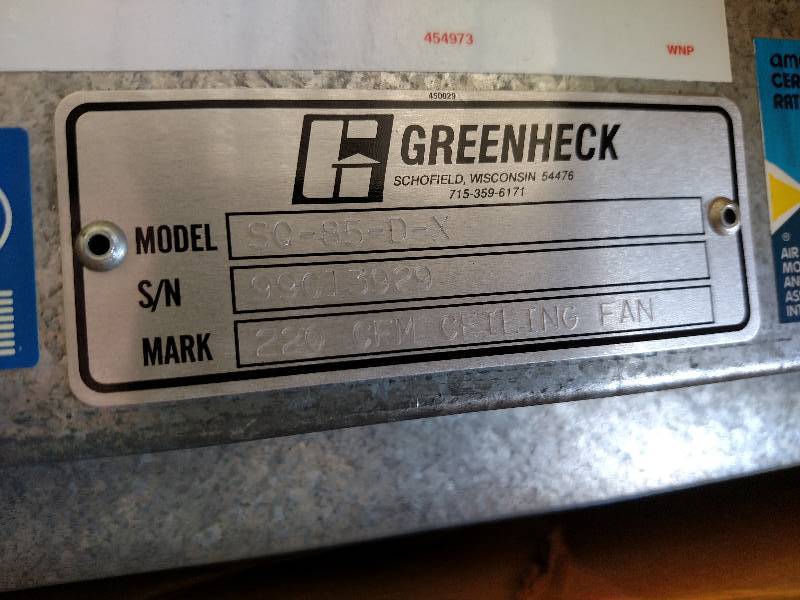 454973
WNP
450029
GREENHECK
SCHOFIELD, WISCONSIN 54476
715-359-6171
MODEL SQ-85-D-X
S/N 99C13929
MARK 220 CFM CEILING FAN
AIR